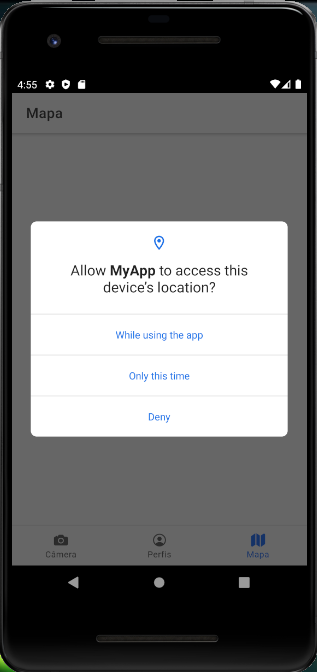 4:55
Mapa
Allow MyApp to access this
device's location?
While using the app
Only this time
Deny
Câmera
Perfis
Mapa